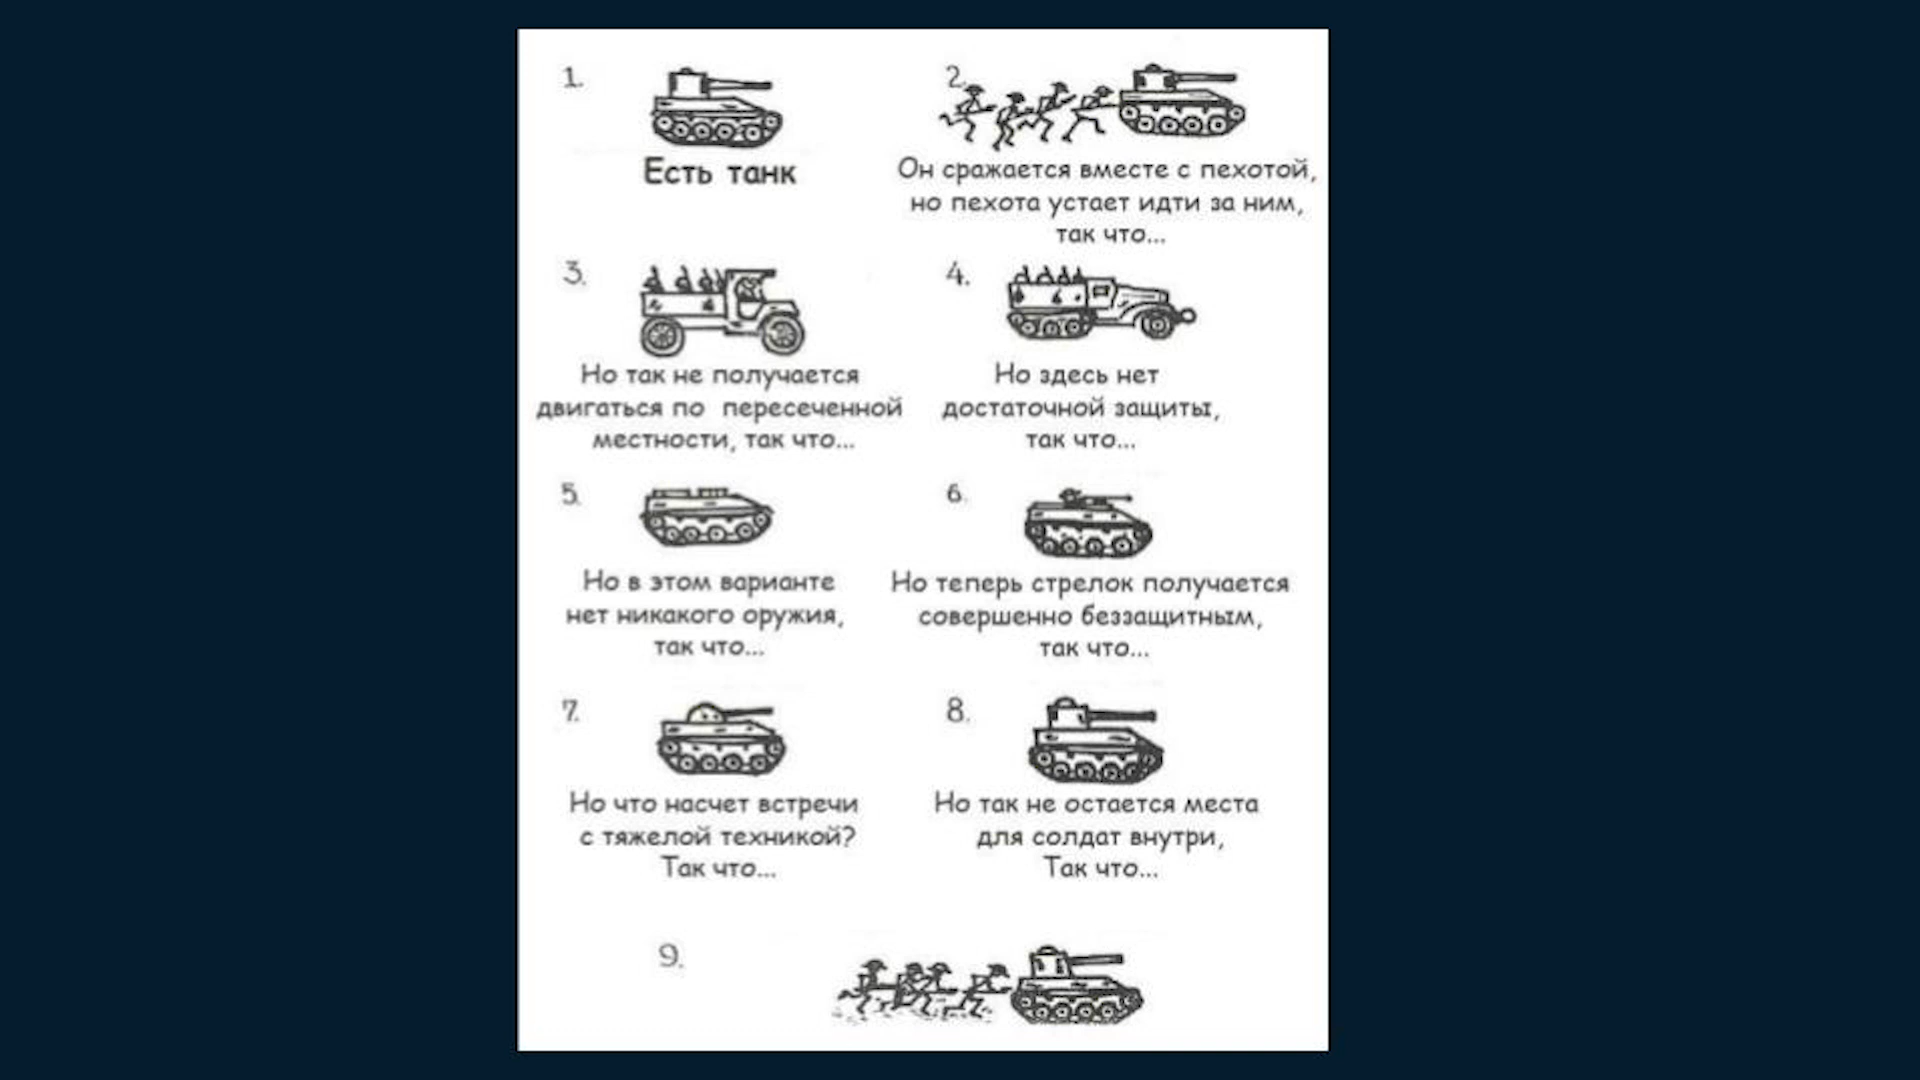 1.
Есть танк
2.
Он сражается вместе с пехотой,
но пехота устает идти за ним,
так что...
3.
Но так не получается
двигаться по пересеченной
местности, так что...
4.
Но здесь нет
достаточной защиты,
так что...
5.
Но в этом варианте
нет никакого оружия,
так что...
6.
Но теперь стрелок получается
совершенно беззащитным,
так что...
7.
Но что насчет встречи
с тяжелой техникой?
Так что...
8.
Но так не остается места
для солдат внутри,
Так что...
9.